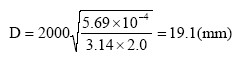 D = 2000√(5.69×10⁻⁴ / 3.14×2.0) = 19.1(mm)